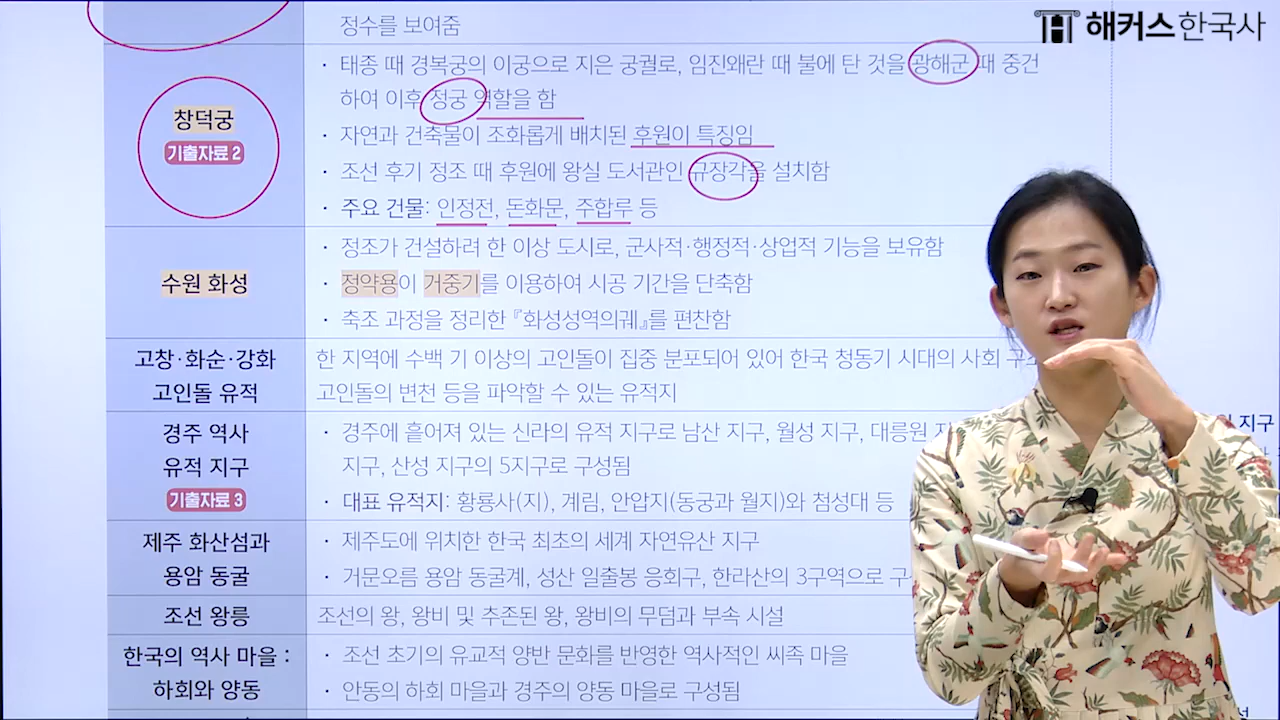 해커스한국사
정수를 보여줌
창덕궁
기출자료 2
· 태종 때 경복궁의 이궁으로 지은 궁궐로, 임진왜란 때 불에 탄 것을 광해군 때 중건
하여 이후 정궁 역할을 함
· 자연과 건축물이 조화롭게 배치된 후원이 특징임
· 조선 후기 정조 때 후원에 왕실 도서관인 규장각을 설치함
· 주요 건물: 인정전, 돈화문, 주합루 등
수원 화성
· 정조가 건설하려 한 이상 도시로, 군사적·행정적·상업적 기능을 보유함
· 정약용이 거중기를 이용하여 시공 기간을 단축함
· 축조 과정을 정리한 『화성성역의궤』를 편찬함
고창·화순·강화
고인돌 유적
한 지역에 수백 기 이상의 고인돌이 집중 분포되어 있어 한국 청동기 시대의 사회
고인돌의 변천 등을 파악할 수 있는 유적지
경주 역사
유적 지구
기출자료 3
· 경주에 흩어져 있는 신라의 유적 지구로 남산 지구, 월성 지구, 대릉원
지구, 산성 지구의 5지구로 구성됨
· 대표 유적지: 황룡사(지), 계림, 안압지(동궁과 월지)와 첨성대 등
지구
제주 화산섬과
용암 동굴
· 제주도에 위치한 한국 최초의 세계 자연유산 지구
· 거문오름 용암 동굴계, 성산 일출봉 응회구, 한라산의 3구역으로
조선 왕릉
조선의 왕, 왕비 및 추존된 왕, 왕비의 무덤과 부속 시설
한국의 역사 마을 :
하회와 양동
· 조선 초기의 유교적 양반 문화를 반영한 역사적인 씨족 마을
· 안동의 하회 마을과 경주의 양동 마을로 구성됨